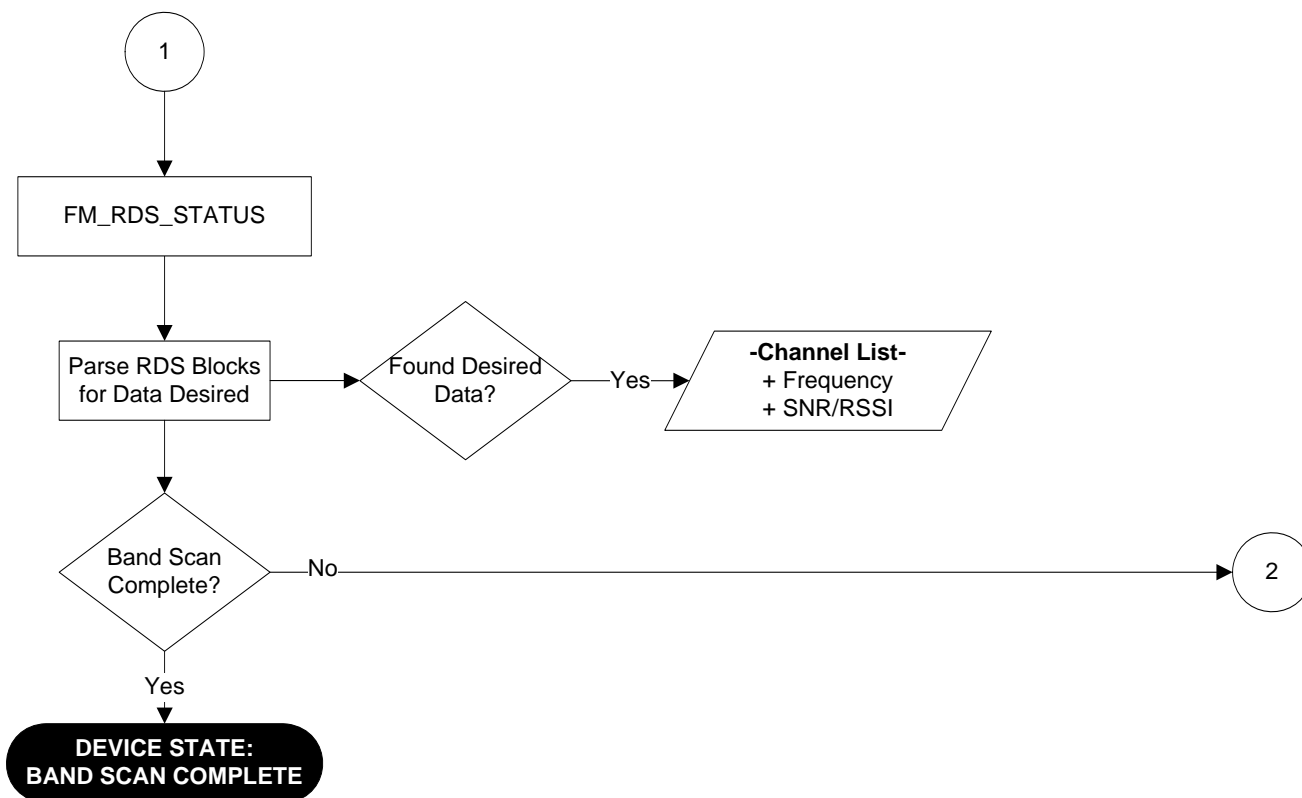 1
FM_RDS_STATUS
Parse RDS Blocks
for Data Desired
Found Desired
Data?
Yes
-Channel List-
+ Frequency
+ SNR/RSSI
Band Scan
Complete?
No
2
Yes
DEVICE STATE:
BAND SCAN COMPLETE